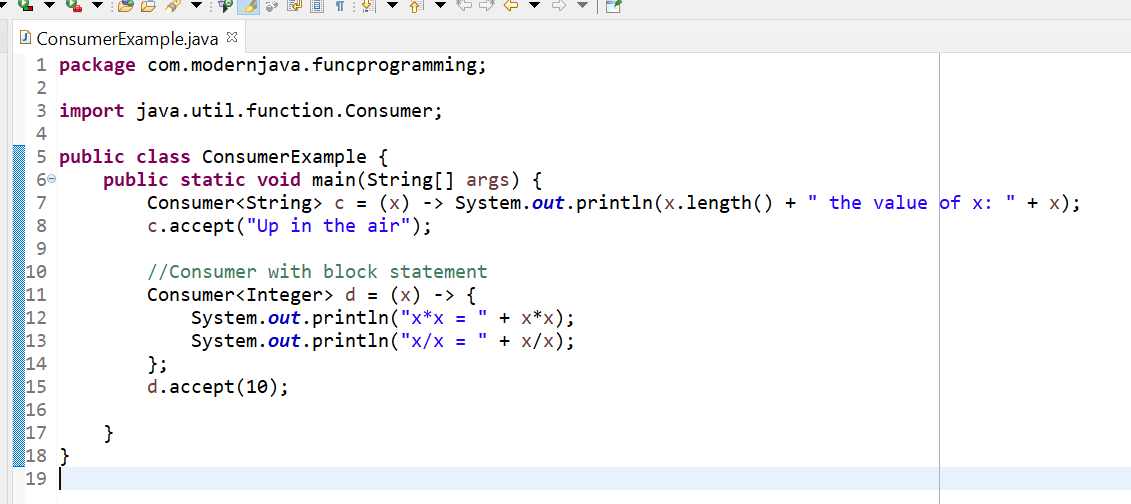 ConsumerExample.java
1 package com.modernjava.funcprogramming;
2
3 import java.util.function.Consumer;
4
5 public class ConsumerExample {
6     public static void main(String[] args) {
7         Consumer<String> c = (x) -> System.out.println(x.length() + " the value of x: " + x);
8         c.accept("Up in the air");
9
10         //Consumer with block statement
11         Consumer<Integer> d = (x) -> {
12             System.out.println("x*x = " + x*x);
13             System.out.println("x/x = " + x/x);
14         };
15         d.accept(10);
16
17     }
18 }
19